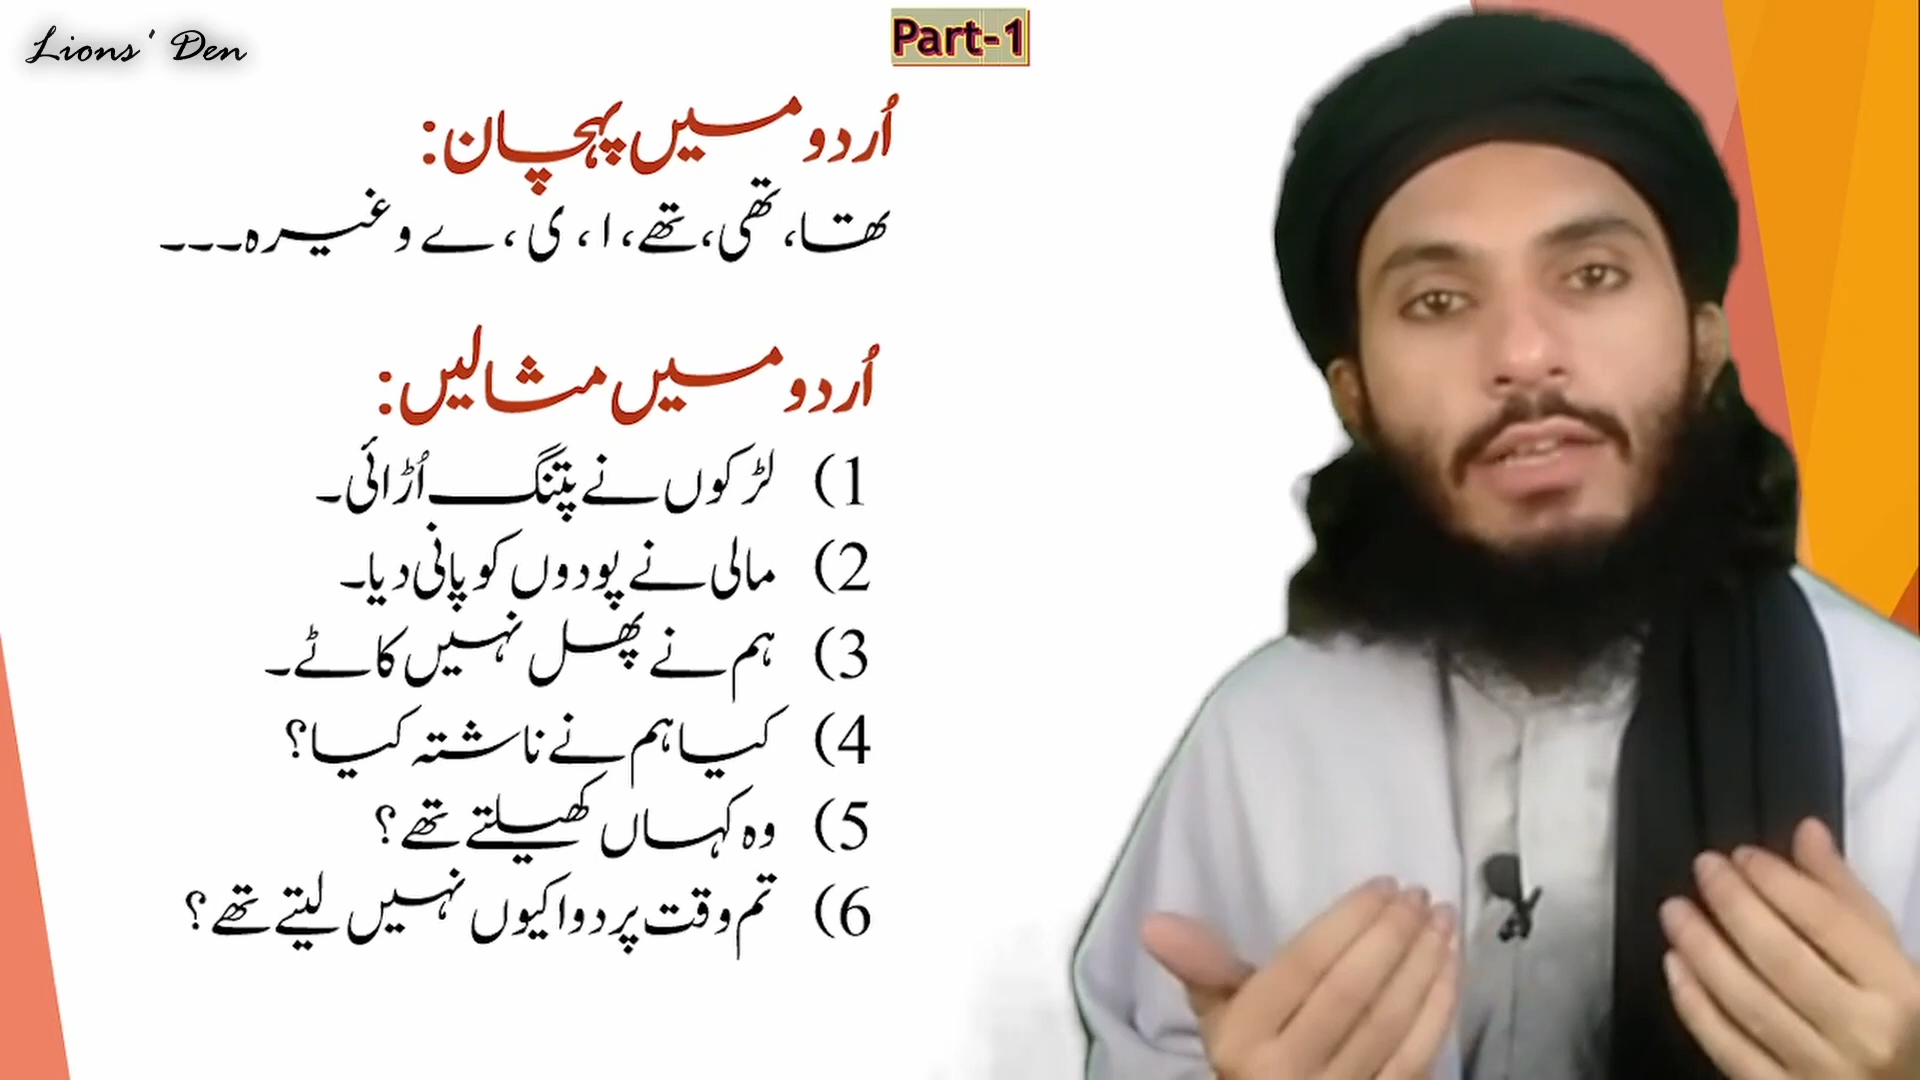 Lions' Den
Part-1
اُردو میں پہچان:
تھا، تھی، تھے، ا، ی، ے وغیرہ۔۔۔
اُردو میں مثالیں:
1) لڑکوں نے پتنگ اُڑائی۔
2) مالی نے پودوں کو پانی دیا۔
3) ہم نے پھل نہیں کاٹے۔
4) کیا ہم نے ناشتہ کیا؟
5) وہ کہاں کھیلتے تھے؟
6) تم وقت پر دوا کیوں نہیں لیتے تھے؟